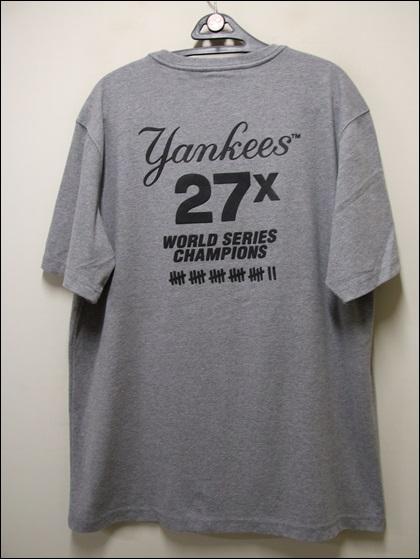 Yankees™
27x
WORLD SERIES
CHAMPIONS